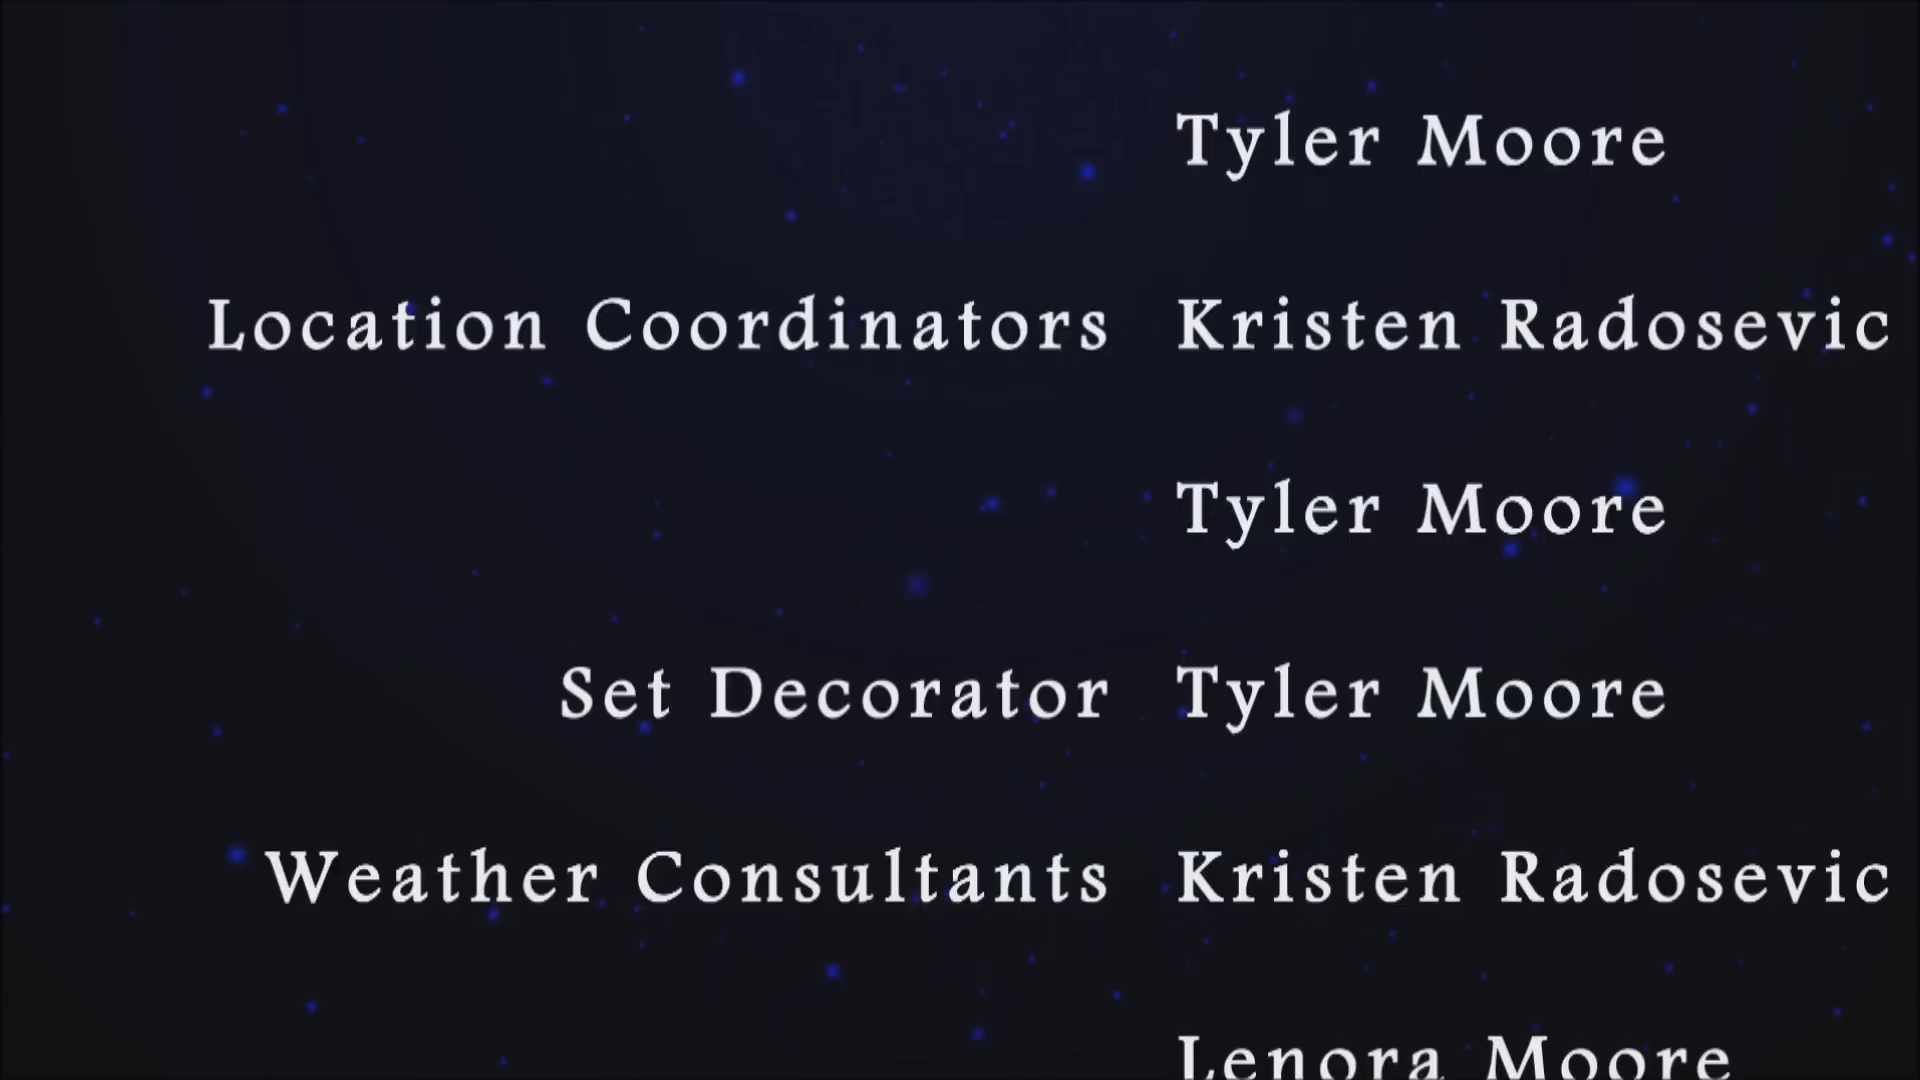 Tyler Moore
Location Coordinators Kristen Radosevic
Tyler Moore
Set Decorator Tyler Moore
Weather Consultants Kristen Radosevic
Lenora Moore